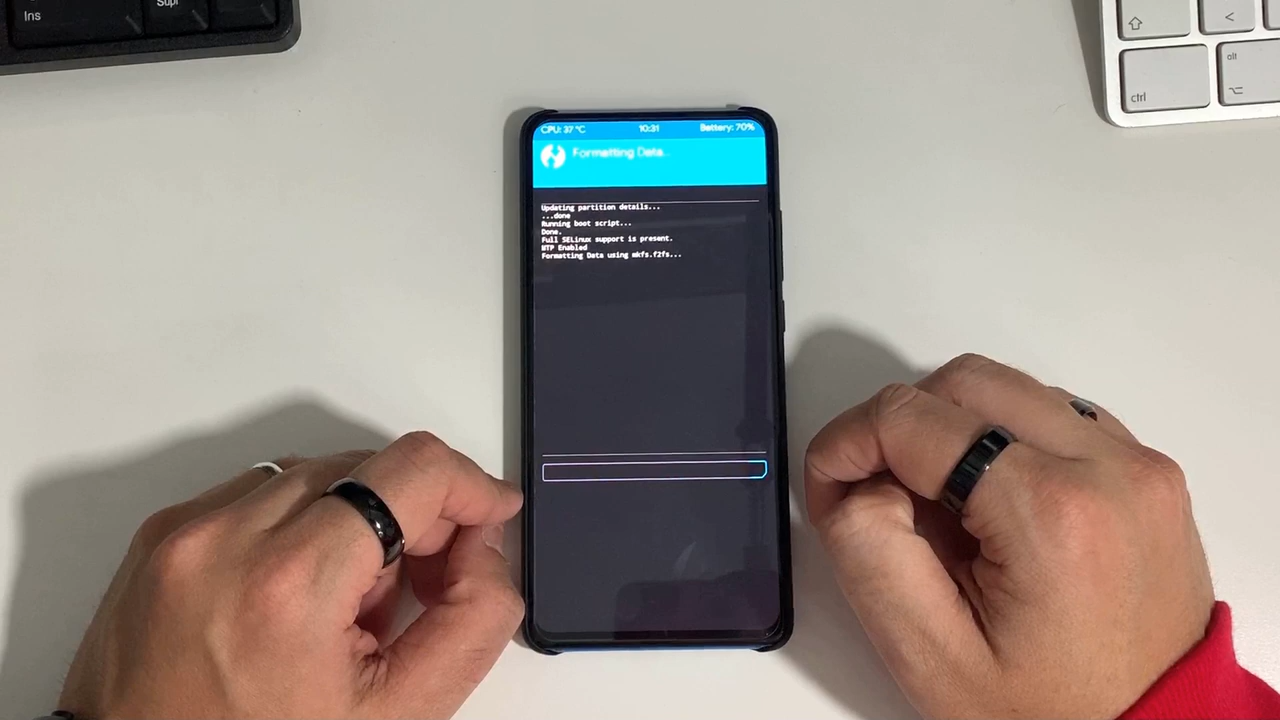 Ins
Supr
<
ctrl
alt
CPU: 37 °C 10:31 Battery: 70%
Formatting Data...
Updating partition details...
...done
Running boot script...
Done.
Full SELinux support is present.
MTP Enabled
Formatting Data using mkfs.f2fs...